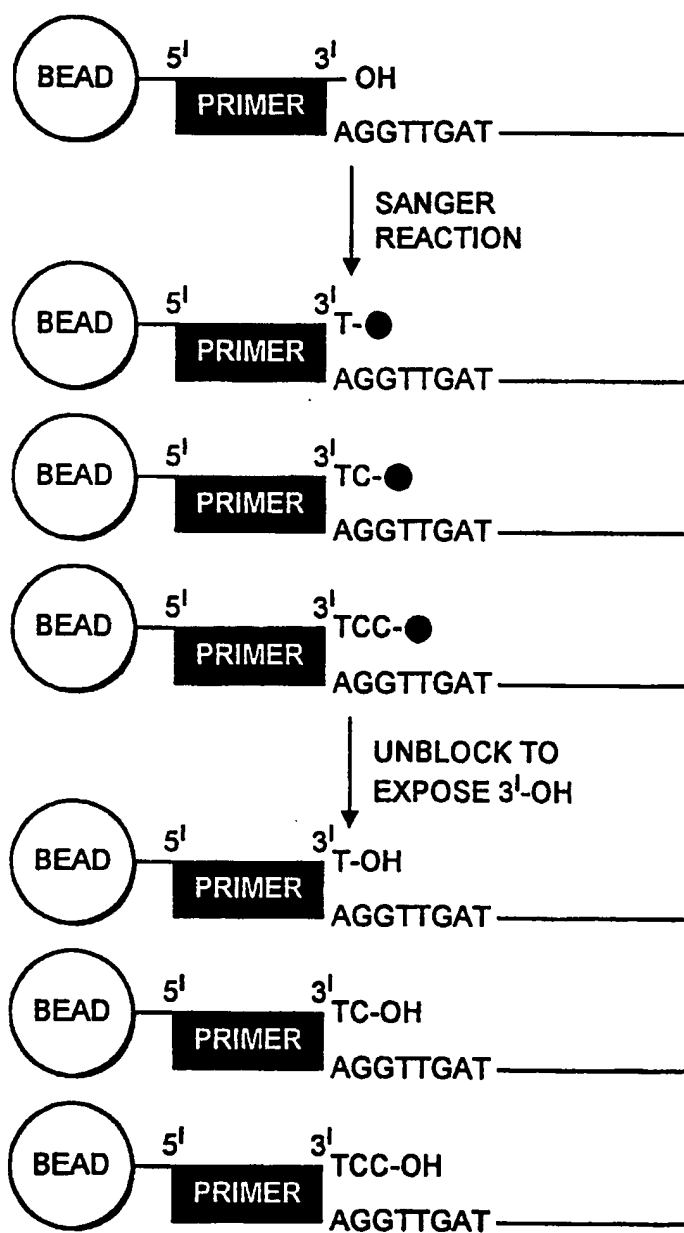 5' 3'
BEAD OH
PRIMER
AGGTTGAT
SANGER
REACTION
5' 3'
BEAD T-●
PRIMER
AGGTTGAT
5' 3'
BEAD TC-●
PRIMER
AGGTTGAT
5' 3'
BEAD TCC-●
PRIMER
AGGTTGAT
UNBLOCK TO
EXPOSE 3'-OH
5' 3'
BEAD T-OH
PRIMER
AGGTTGAT
5' 3'
BEAD TC-OH
PRIMER
AGGTTGAT
5' 3'
BEAD TCC-OH
PRIMER
AGGTTGAT